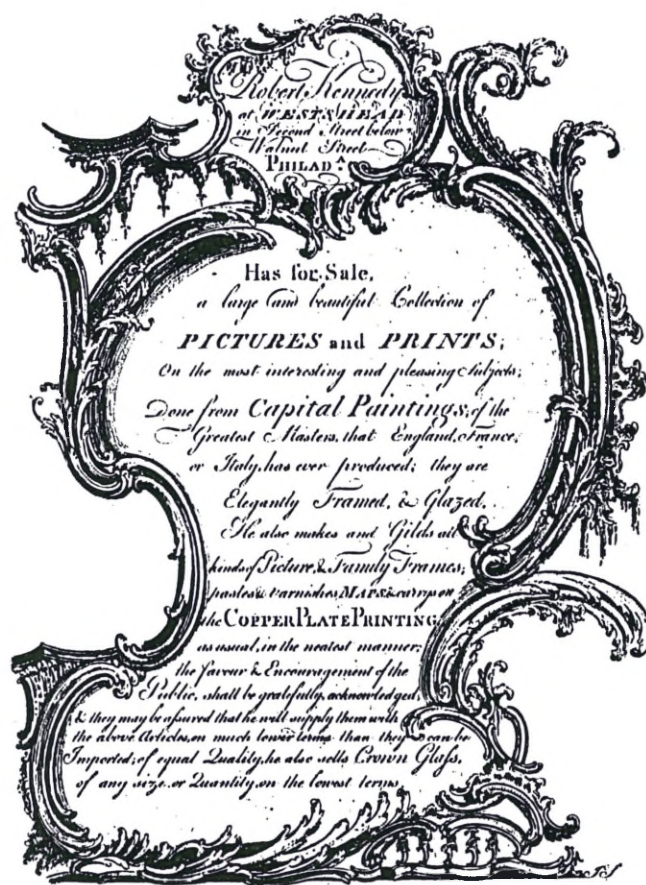 Robert Kennedy
at WESTS HEAD
in Second Street below
Walnut Street
PHILADᴬ
Has for Sale,
a large and beautiful Collection of
PICTURES and PRINTS;
On the most interesting and pleasing Subjects;
Done from Capital Paintings, of the
Greatest Masters, that England, France,
or Italy, has ever produced; they are
Elegantly Framed, & Glazed.
He also makes and Gilds all
kinds of Picture, & Family Frames;
pastes & varnishes MAPS & carrys on
the COPPER PLATE PRINTING
as usual, in the neatest manner;
the favour & Encouragement of the
Public, shall be gratefully acknowledged,
& they may be aſsured that he will supply them with
the above Articles, on much lower terms than they can be
Imported; of equal Quality, he also sells Crown Glaſs,
of any size, or Quantity, on the lowest terms.